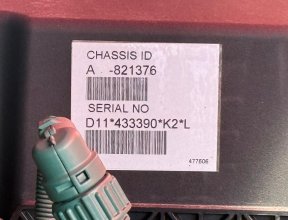 CHASSIS ID
A -821376
SERIAL NO
D11*433390*K2*L
477606